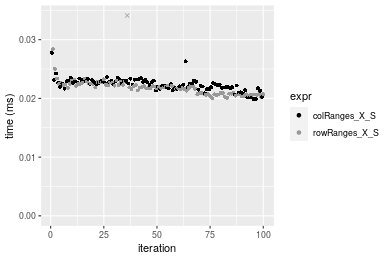 0.03
0.02
0.01
0.00
time (ms)
0
25
50
75
100
iteration
expr
colRanges_X_S
rowRanges_X_S